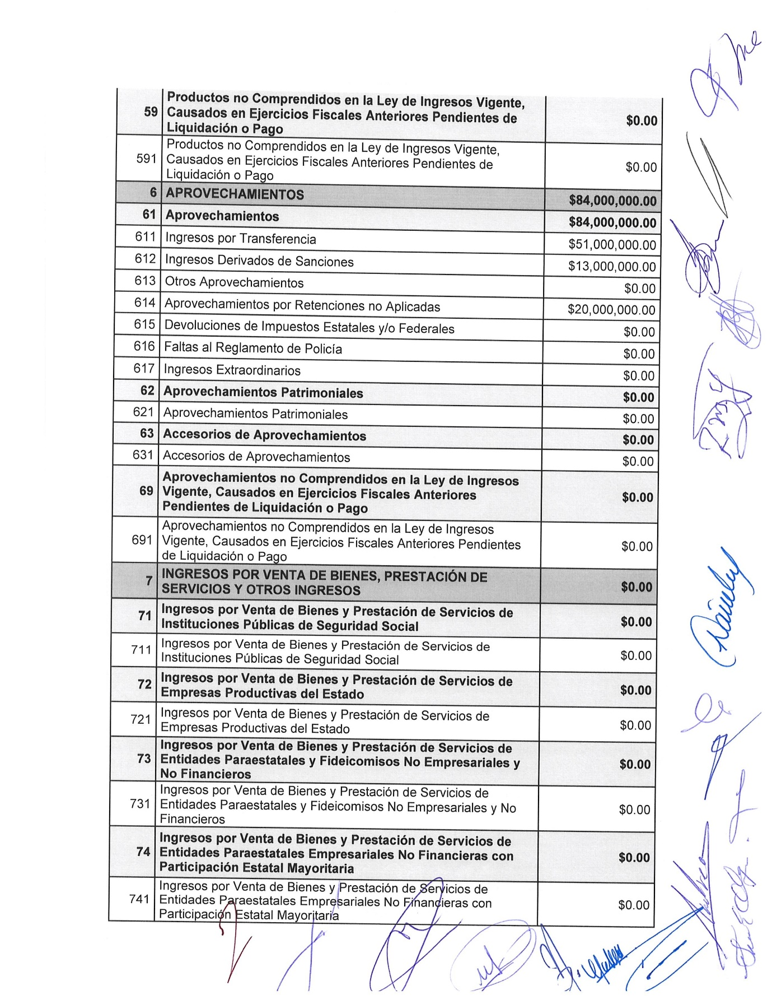 59 Productos no Comprendidos en la Ley de Ingresos Vigente,
Causados en Ejercicios Fiscales Anteriores Pendientes de $0.00
Liquidación o Pago
Productos no Comprendidos en la Ley de Ingresos Vigente,
591 Causados en Ejercicios Fiscales Anteriores Pendientes de $0.00
Liquidación o Pago
6 APROVECHAMIENTOS $84,000,000.00
61 Aprovechamientos $84,000,000.00
611 Ingresos por Transferencia $51,000,000.00
612 Ingresos Derivados de Sanciones $13,000,000.00
613 Otros Aprovechamientos $0.00
614 Aprovechamientos por Retenciones no Aplicadas $20,000,000.00
615 Devoluciones de Impuestos Estatales y/o Federales $0.00
616 Faltas al Reglamento de Policía $0.00
617 Ingresos Extraordinarios $0.00
62 Aprovechamientos Patrimoniales $0.00
621 Aprovechamientos Patrimoniales $0.00
63 Accesorios de Aprovechamientos $0.00
631 Accesorios de Aprovechamientos $0.00
Aprovechamientos no Comprendidos en la Ley de Ingresos
69 Vigente, Causados en Ejercicios Fiscales Anteriores $0.00
Pendientes de Liquidación o Pago
Aprovechamientos no Comprendidos en la Ley de Ingresos
691 Vigente, Causados en Ejercicios Fiscales Anteriores Pendientes $0.00
de Liquidación o Pago
7 INGRESOS POR VENTA DE BIENES, PRESTACIÓN DE
SERVICIOS Y OTROS INGRESOS $0.00
71 Ingresos por Venta de Bienes y Prestación de Servicios de
Instituciones Públicas de Seguridad Social $0.00
711 Ingresos por Venta de Bienes y Prestación de Servicios de
Instituciones Públicas de Seguridad Social $0.00
72 Ingresos por Venta de Bienes y Prestación de Servicios de
Empresas Productivas del Estado $0.00
721 Ingresos por Venta de Bienes y Prestación de Servicios de
Empresas Productivas del Estado $0.00
Ingresos por Venta de Bienes y Prestación de Servicios de
73 Entidades Paraestatales y Fideicomisos No Empresariales y $0.00
No Financieros
Ingresos por Venta de Bienes y Prestación de Servicios de
731 Entidades Paraestatales y Fideicomisos No Empresariales y No $0.00
Financieros
Ingresos por Venta de Bienes y Prestación de Servicios de
74 Entidades Paraestatales Empresariales No Financieras con $0.00
Participación Estatal Mayoritaria
Ingresos por Venta de Bienes y Prestación de Servicios de
741 Entidades Paraestatales Empresariales No Financieras con $0.00
Participación Estatal Mayoritaria